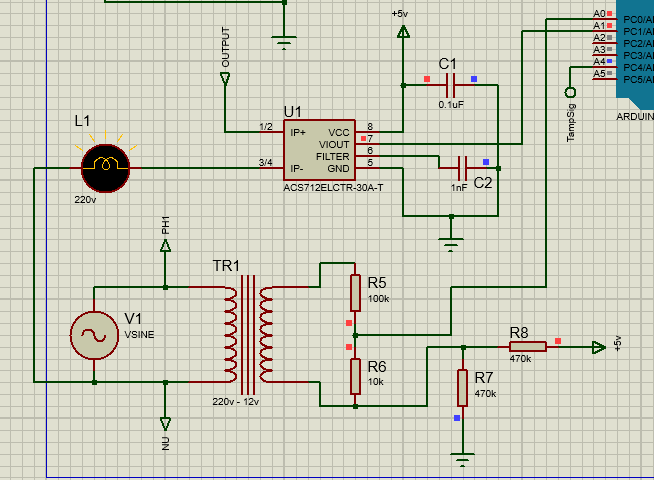 +5v
A0
PC0/A
A1
PC1/A
A2
PC2/A
A3
PC3/A
A4
PC4/A
A5
PC5/A
ARDUIN
TampSig
OUTPUT
C1
0.1uF
L1
220v
U1
1/2 IP+ VCC 8
VIOUT 7
FILTER 6
3/4 IP- GND 5
ACS712ELCTR-30A-T
C2
1nF
PH1
TR1
220v - 12v
V1
VSINE
NU
R5
100k
R6
10k
R8
470k
+5v
R7
470k